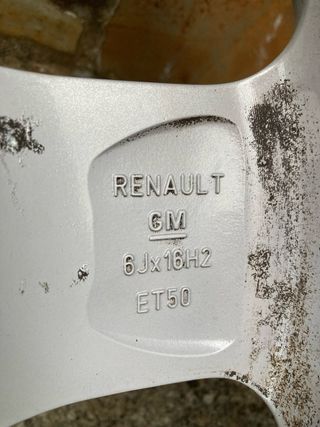 RENAULT
GM
6Jx16H2
ET50